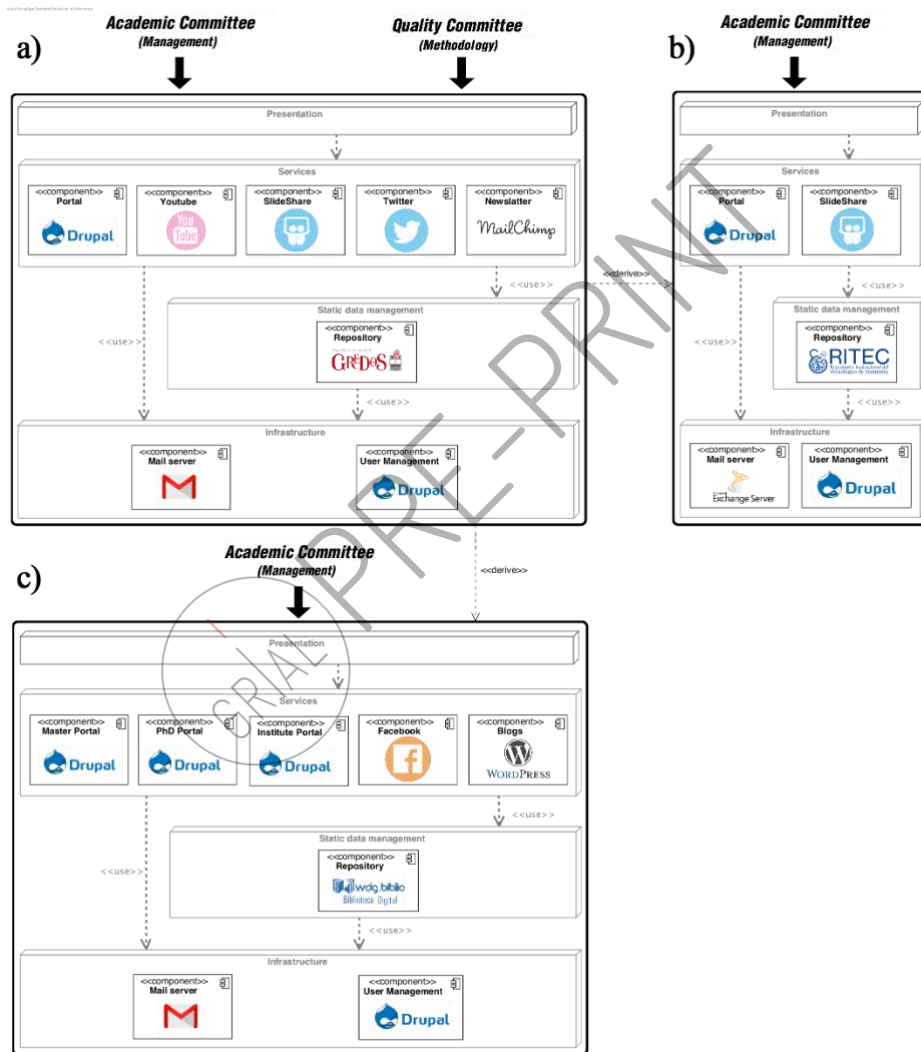 Academic Committee
(Management)
Quality Committee
(Methodology)
Academic Committee
(Management)
a)
b)
Presentation
Services
<<component>>
Portal
Drupal
<<component>>
Youtube
You
Tube
<<component>>
SlideShare
<<component>>
Twitter
<<component>>
Newslatter
MailChimp
<<use>>
<<use>>
Static data management
<<component>>
Repository
GREDOS
<<use>>
Infrastructure
<<component>>
Mail server
<<component>>
User Management
Drupal
<<derive>>
Presentation
Services
<<component>>
Portal
Drupal
<<component>>
SlideShare
<<use>>
<<use>>
Static data management
<<component>>
Repository
RITEC
<<use>>
Infrastructure
<<component>>
Mail server
Exchange Server
<<component>>
User Management
Drupal
<<derive>>
c)
Academic Committee
(Management)
Presentation
Services
<<component>>
Master Portal
Drupal
<<component>>
PhD Portal
Drupal
<<component>>
Institute Portal
Drupal
<<component>>
Facebook
<<component>>
Blogs
WORDPRESS
<<use>>
<<use>>
Static data management
<<component>>
Repository
wdg.biblio
Biblioteca Digital
<<use>>
Infrastructure
<<component>>
Mail server
<<component>>
User Management
Drupal
GRIAL PRE-PRINT